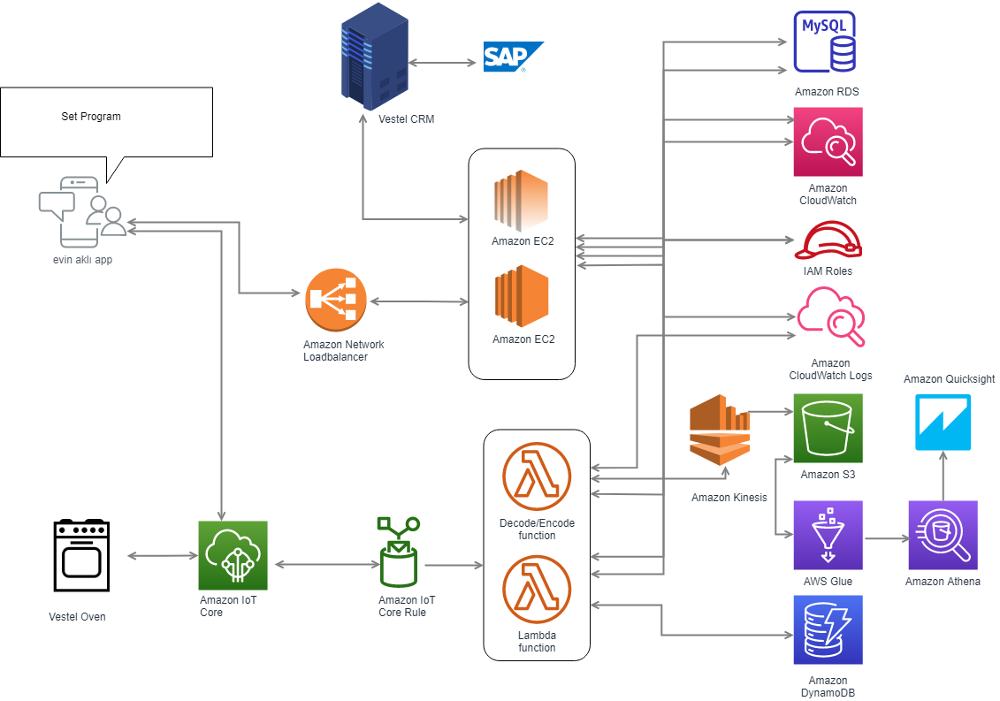 MySQL
Amazon RDS
SAP
Vestel CRM
Set Program
evin aklı app
Amazon EC2
Amazon EC2
Amazon Network
Loadbalancer
Amazon
CloudWatch
IAM Roles
Amazon
CloudWatch Logs
Amazon Quicksight
Amazon S3
Amazon Kinesis
Decode/Encode
function
AWS Glue
Amazon Athena
Vestel Oven
Amazon IoT
Core
Amazon IoT
Core Rule
Lambda
function
Amazon
DynamoDB